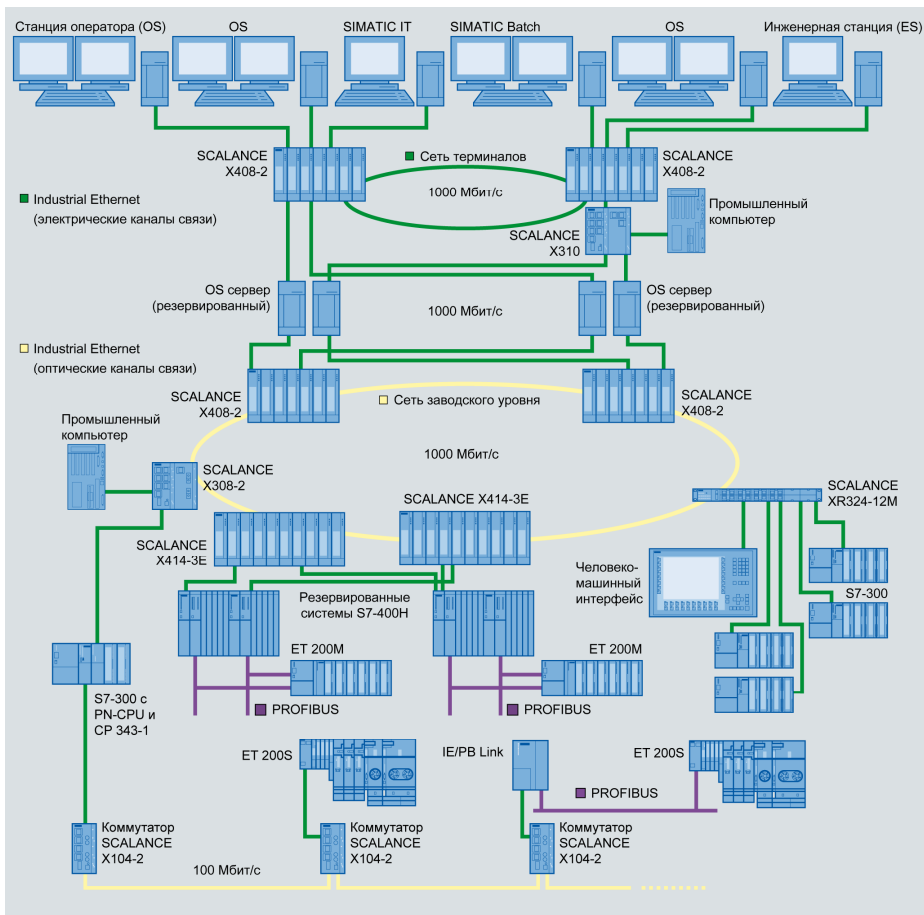 Станция оператора (OS)
OS
SIMATIC IT
SIMATIC Batch
OS
Инженерная станция (ES)
SCALANCE
X408-2
Сеть терминалов
SCALANCE
X408-2
1000 Мбит/с
Industrial Ethernet
(электрические каналы связи)
Промышленный
компьютер
SCALANCE
X310
OS сервер
(резервированный)
1000 Мбит/с
OS сервер
(резервированный)
Industrial Ethernet
(оптические каналы связи)
SCALANCE
X408-2
Сеть заводского уровня
SCALANCE
X408-2
Промышленный
компьютер
1000 Мбит/с
SCALANCE
X308-2
SCALANCE
XR324-12M
SCALANCE X414-3E
SCALANCE
X414-3E
Человеко-
машинный
интерфейс
S7-300
Резервированные
системы S7-400H
ET 200M
ET 200M
S7-300 с
PN-CPU и
CP 343-1
PROFIBUS
PROFIBUS
ET 200S
IE/PB Link
ET 200S
PROFIBUS
Коммутатор
SCALANCE
X104-2
Коммутатор
SCALANCE
X104-2
Коммутатор
SCALANCE
X104-2
100 Мбит/с